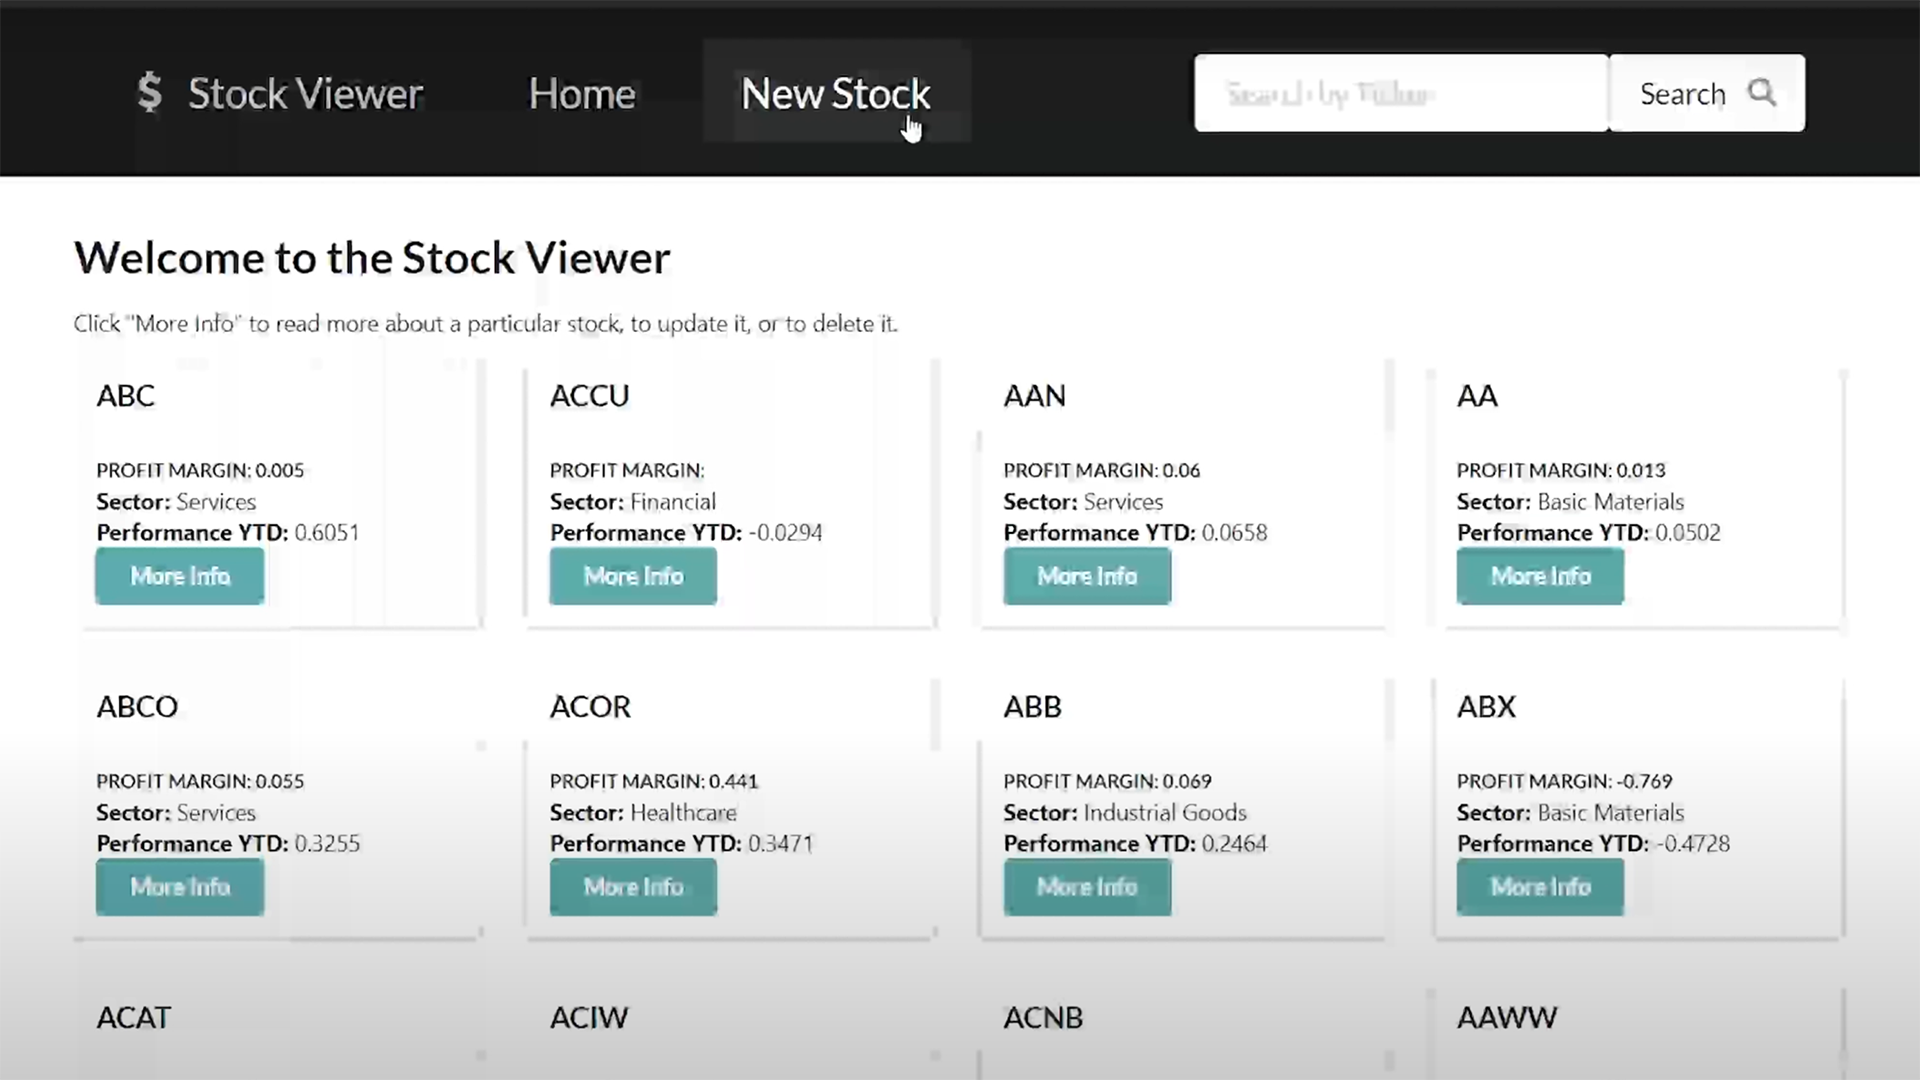 $ Stock Viewer Home New Stock Search
Welcome to the Stock Viewer
Click "More Info" to read more about a particular stock, to update it, or to delete it.
ABC
PROFIT MARGIN: 0.005
Sector: Services
Performance YTD: 0.6051
More Info
ACCU
PROFIT MARGIN:
Sector: Financial
Performance YTD: -0.0294
More Info
AAN
PROFIT MARGIN: 0.06
Sector: Services
Performance YTD: 0.0658
More Info
AA
PROFIT MARGIN: 0.013
Sector: Basic Materials
Performance YTD: 0.0502
More Info
ABCO
PROFIT MARGIN: 0.055
Sector: Services
Performance YTD: 0.3255
More Info
ACOR
PROFIT MARGIN: 0.441
Sector: Healthcare
Performance YTD: 0.3471
More Info
ABB
PROFIT MARGIN: 0.069
Sector: Industrial Goods
Performance YTD: 0.2464
More Info
ABX
PROFIT MARGIN: -0.769
Sector: Basic Materials
Performance YTD: -0.4728
More Info
ACAT
ACIW
ACNB
AAWW